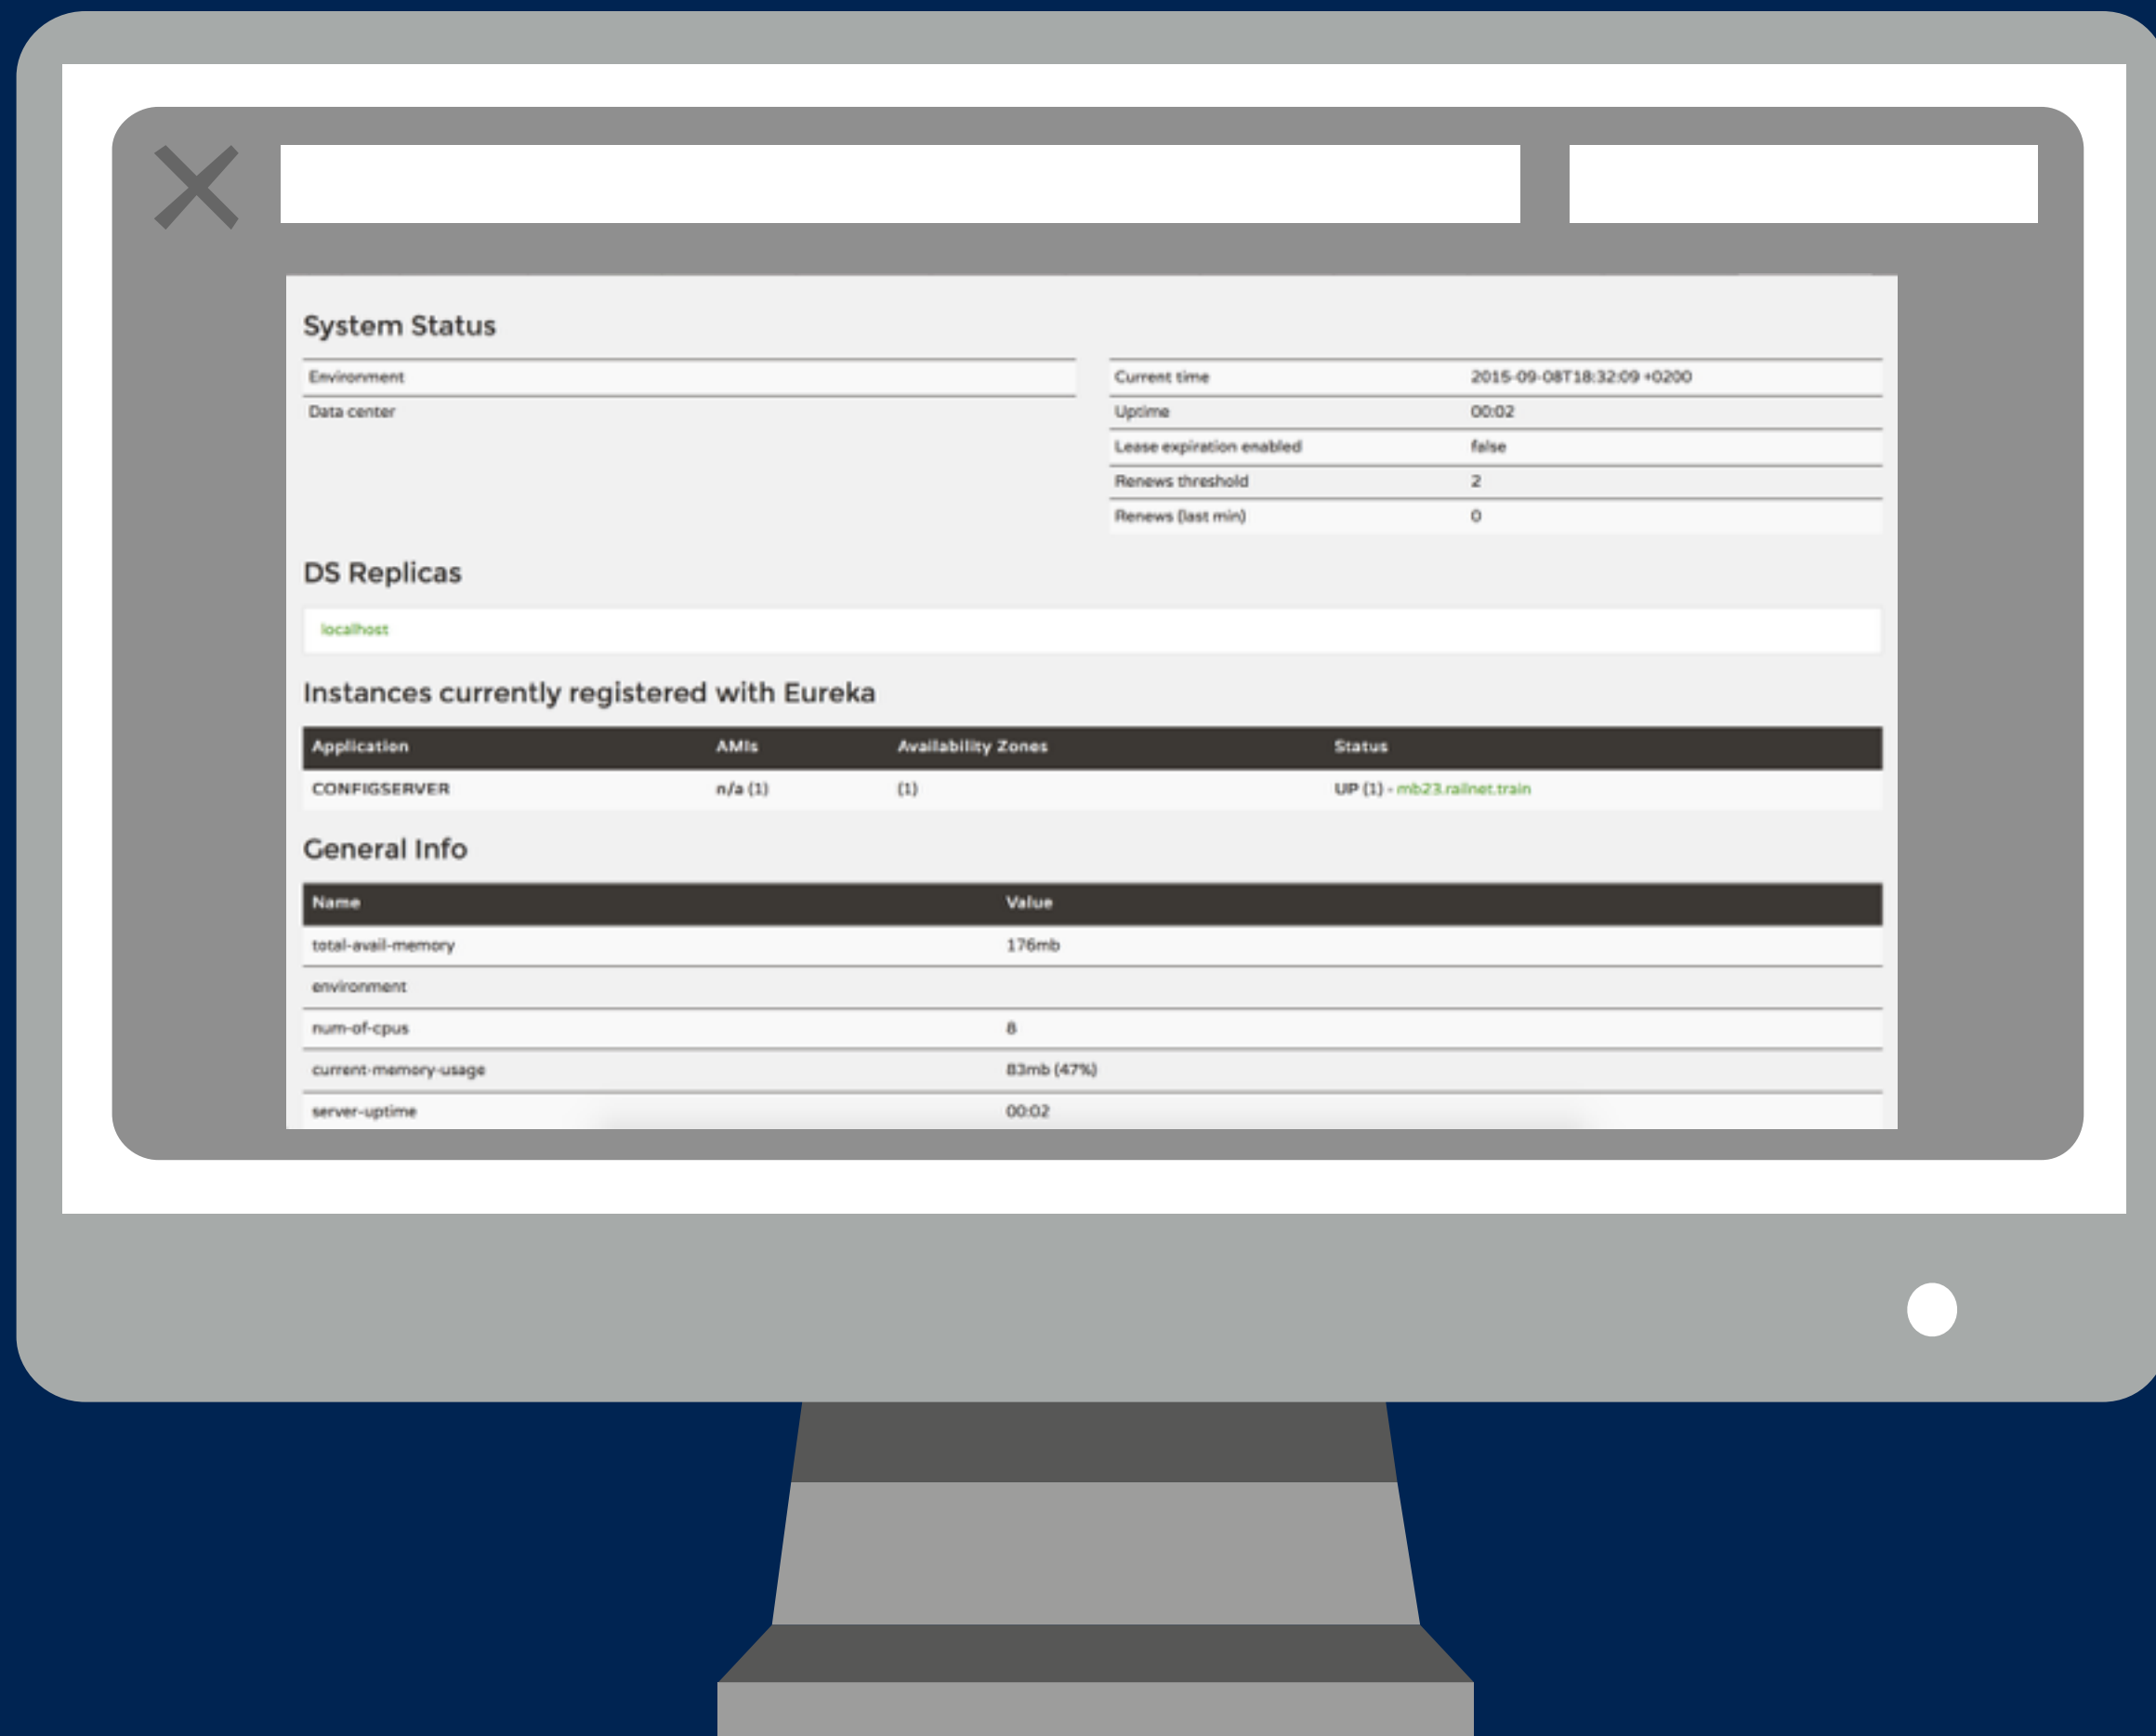 System Status
Environment
Data center
Current time 2015-09-08T18:32:09 +0200
Uptime 00:02
Lease expiration enabled false
Renews threshold 2
Renews (last min) 0
DS Replicas
localhost
Instances currently registered with Eureka
Application AMIs Availability Zones Status
CONFIGSERVER n/a (1) (1) UP (1) - mb23.railnet.train
General Info
Name Value
total-avail-memory 176mb
environment
num-of-cpus 8
current-memory-usage 83mb (47%)
server-uptime 00:02